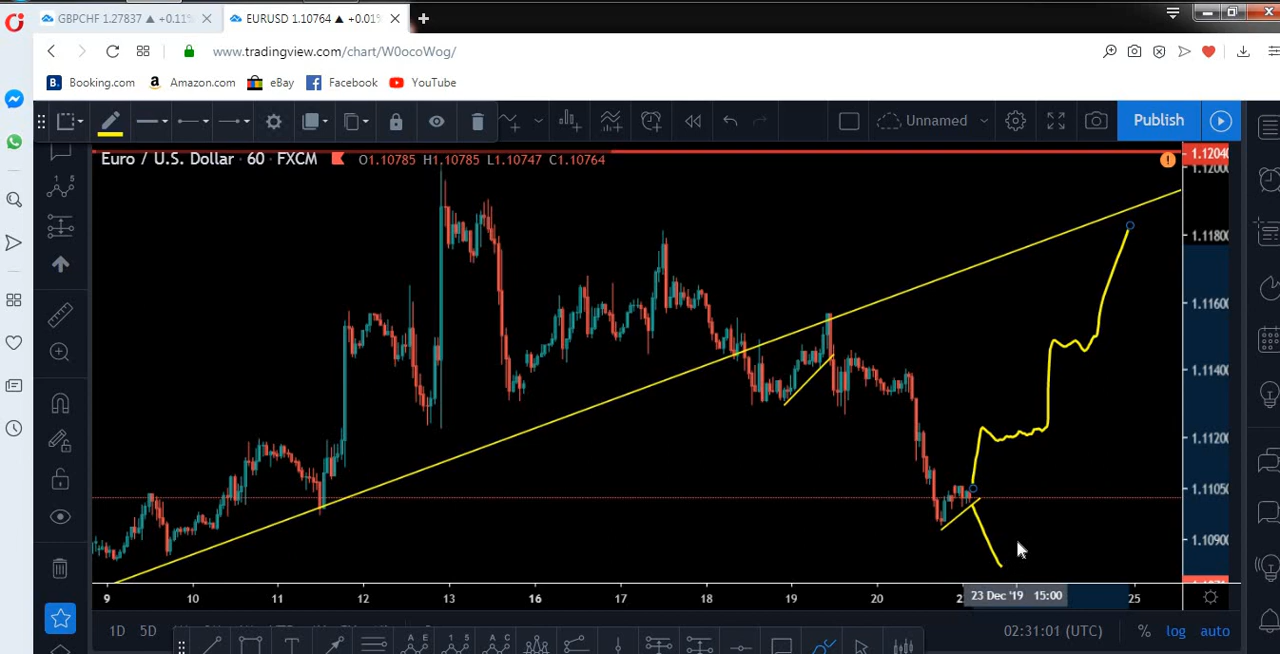 GBPCHF 1.27837 ▲ +0.11%
EURUSD 1.10764 ▲ +0.01%
www.tradingview.com/chart/W0ocoWog/
Booking.com
Amazon.com
eBay
Facebook
YouTube
Unnamed
Publish
Euro / U.S. Dollar · 60 · FXCM
O1.10785 H1.10785 L1.10747 C1.10764
1.12040
1.12000
1.11800
1.11600
1.11400
1.11200
1.11050
1.10900
9 10 11 12 13 16 17 18 19 20 25
23 Dec '19 15:00
1D 5D
02:31:01 (UTC)
% log auto